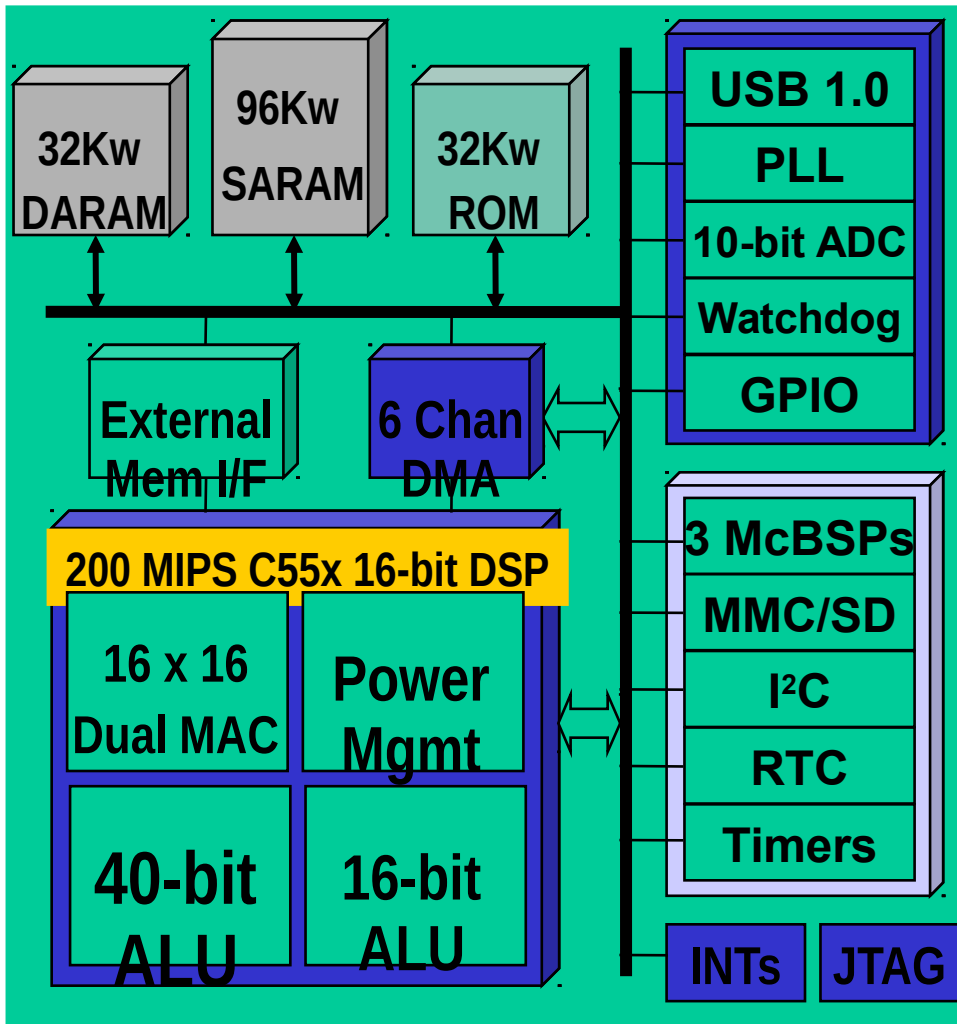 32Kw
DARAM
96Kw
SARAM
32Kw
ROM
External
Mem I/F
6 Chan
DMA
200 MIPS C55x 16-bit DSP
16 x 16
Dual MAC
Power
Mgmt
40-bit
ALU
16-bit
ALU
USB 1.0
PLL
10-bit ADC
Watchdog
GPIO
3 McBSPs
MMC/SD
I²C
RTC
Timers
INTs
JTAG